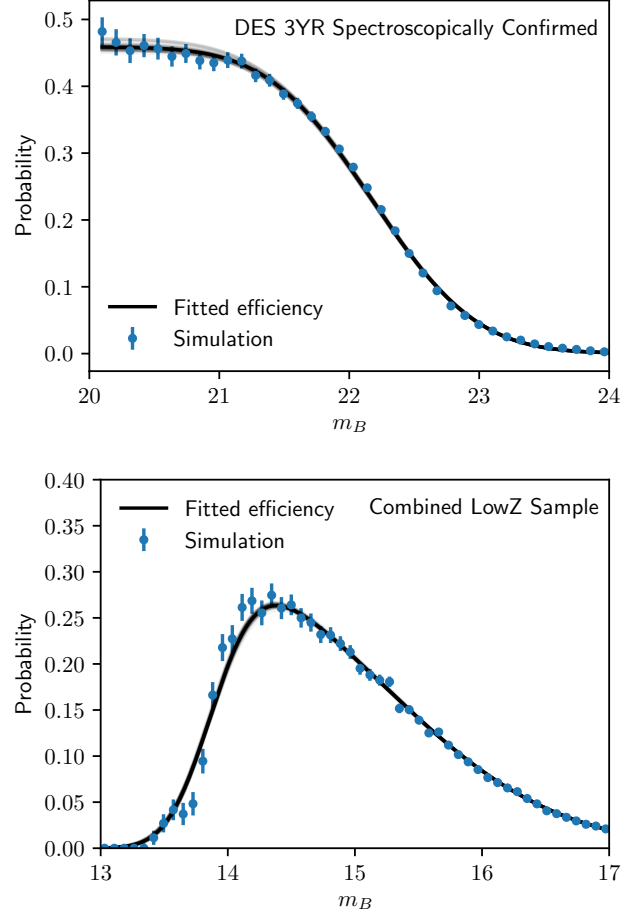 DES 3YR Spectroscopically Confirmed
0.5
0.4
0.3
0.2
0.1
0.0
Probability
Fitted efficiency
Simulation
20 21 22 23 24
m_B
0.40
0.35
0.30
0.25
0.20
0.15
0.10
0.05
0.00
Probability
Fitted efficiency
Simulation
Combined LowZ Sample
13 14 15 16 17
m_B